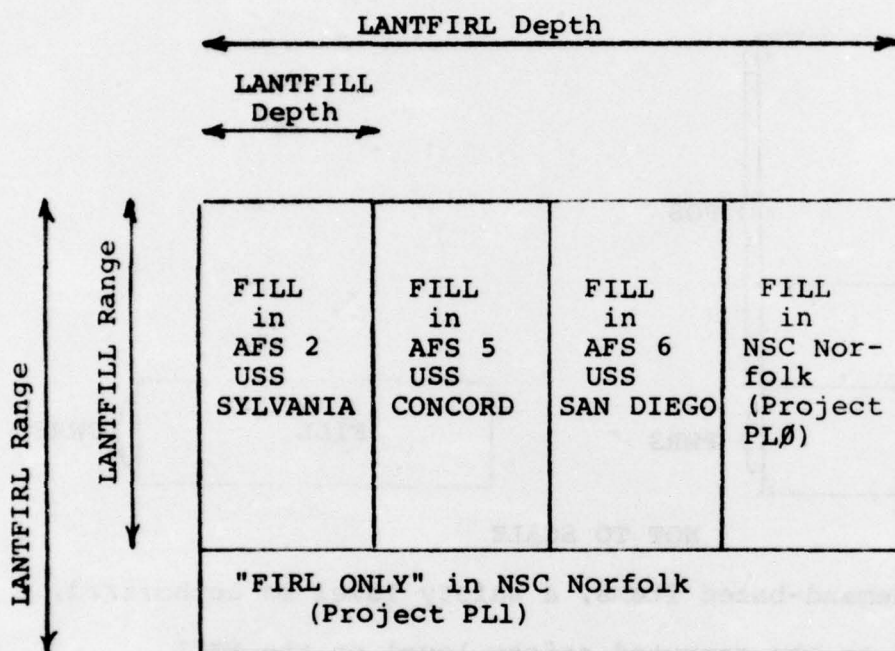 LANTFIRL Depth
LANTFILL
Depth
LANTFIRL Range
LANTFILL Range
FILL
in
AFS 2
USS
SYLVANIA
FILL
in
AFS 5
USS
CONCORD
FILL
in
AFS 6
USS
SAN DIEGO
FILL
in
NSC Nor-
folk
(Project
PLØ)
"FIRL ONLY" in NSC Norfolk
(Project PL1)